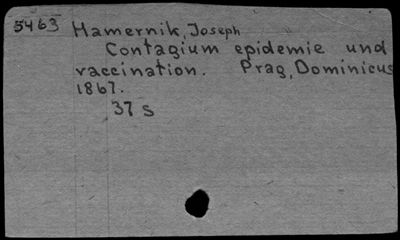 5463 Hamernik, Joseph
Contagium epidemie und
vaccination. Prag, Dominicus
1867.
37 s